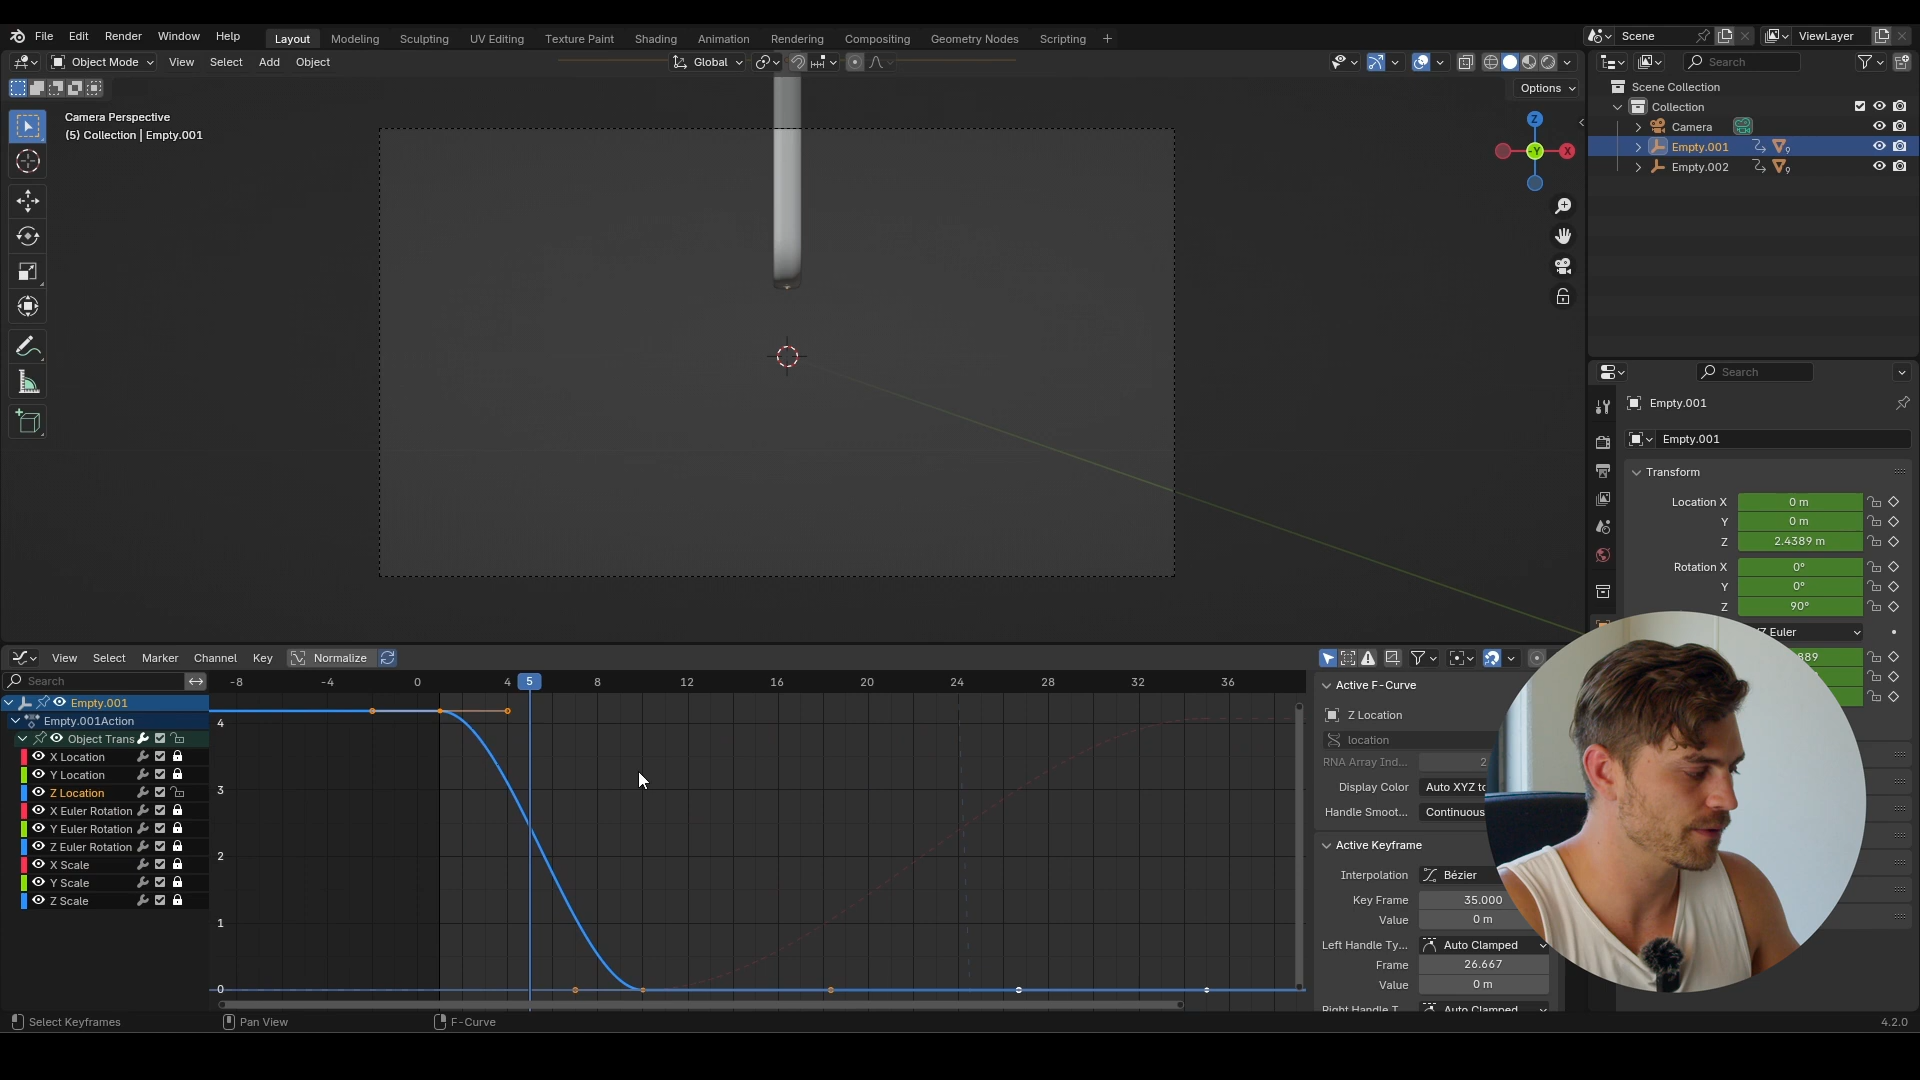 File Edit Render Window Help Layout Modeling Sculpting UV Editing Texture Paint Shading Animation Rendering Compositing Geometry Nodes Scripting + Scene ViewLayer
Object Mode View Select Add Object Global Search
Options
Camera Perspective
(5) Collection | Empty.001
Z
-Y
X
Scene Collection
Collection
Camera
Empty.001 9
Empty.002 9
Search
Empty.001
Empty.001
Transform
Location X 0 m
Y 0 m
Z 2.4389 m
Rotation X 0°
Y 0°
Z 90°
Z Euler
889
View Select Marker Channel Key Normalize
Search
-8 -4 0 4 5 8 12 16 20 24 28 32 36
Empty.001
Empty.001Action
Object Trans
X Location
Y Location
Z Location
X Euler Rotation
Y Euler Rotation
Z Euler Rotation
X Scale
Y Scale
Z Scale
4
3
2
1
0
Active F-Curve
Z Location
location
RNA Array Ind... 2
Display Color Auto XYZ to
Handle Smoot... Continuous
Active Keyframe
Interpolation Bézier
Key Frame 35.000
Value 0 m
Left Handle Ty... Auto Clamped
Frame 26.667
Value 0 m
Right Handle T... Auto Clamped
Select Keyframes Pan View F-Curve 4.2.0